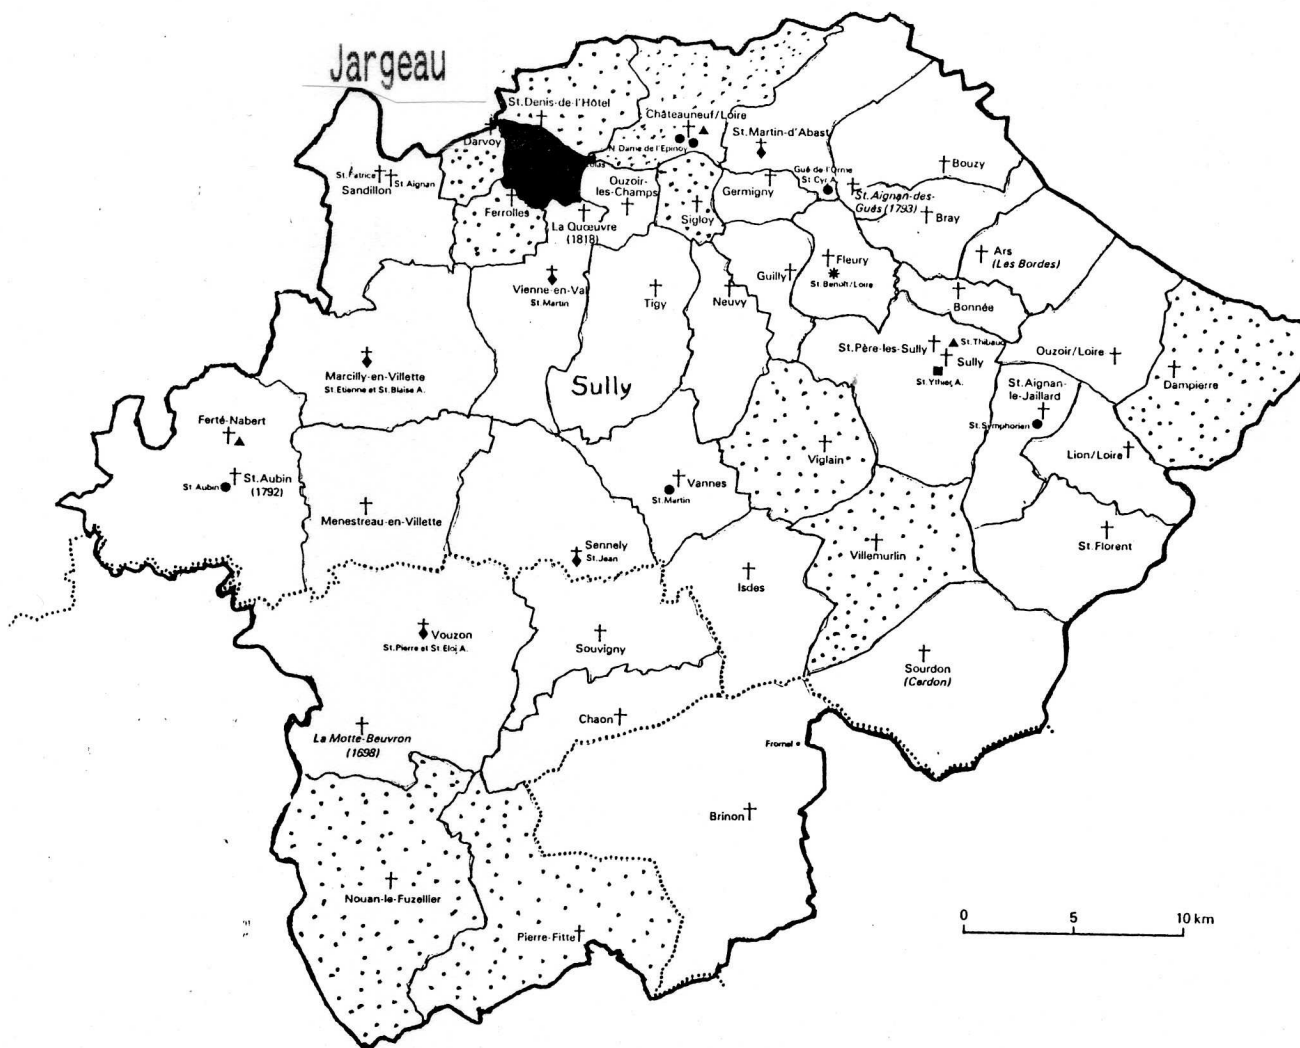 Jargeau
St. Denis-de-l'Hôtel
Darvoy
Châteauneuf/Loire
N. Dame de l'Epinoy
St. Martin-d'Abast
Bouzy
St. Patrice
Sandillon
St. Aignan
Ouzoir-
les-Champs
Germigny
Gué de l'Orme
St. Cyr A.
St. Aignan-des-
Gués (1793)
Bray
Ferrolles
La Quœuvre
(1818)
Sigloy
Ars
(Les Bordes)
Fleury
St. Benoît/Loire
Guilly
Vienne-en-Val
St. Martin
Tigy
Neuvy
Bonnée
St. Père-les-Sully
St. Thibaud
Sully
St. Ythier, A.
Ouzoir/Loire
Dampierre
Marcilly-en-Villette
St. Etienne et St. Blaise A.
Sully
St. Aignan-
le-Jaillard
St. Symphorien
Ferté-Nabert
Viglain
Lion/Loire
St. Aubin
St. Aubin
(1792)
Vannes
St. Martin
Menestreau-en-Villette
Villemurlin
St. Florent
Sennely
St. Jean
Isdes
Vouzon
St. Pierre et St. Eloi A.
Souvigny
Sourdon
(Cerdon)
Chaon
La Motte-Beuvron
(1698)
Fromel
Brinon
Nouan-le-Fuzellier
Pierre-Fitte
0 5 10 km